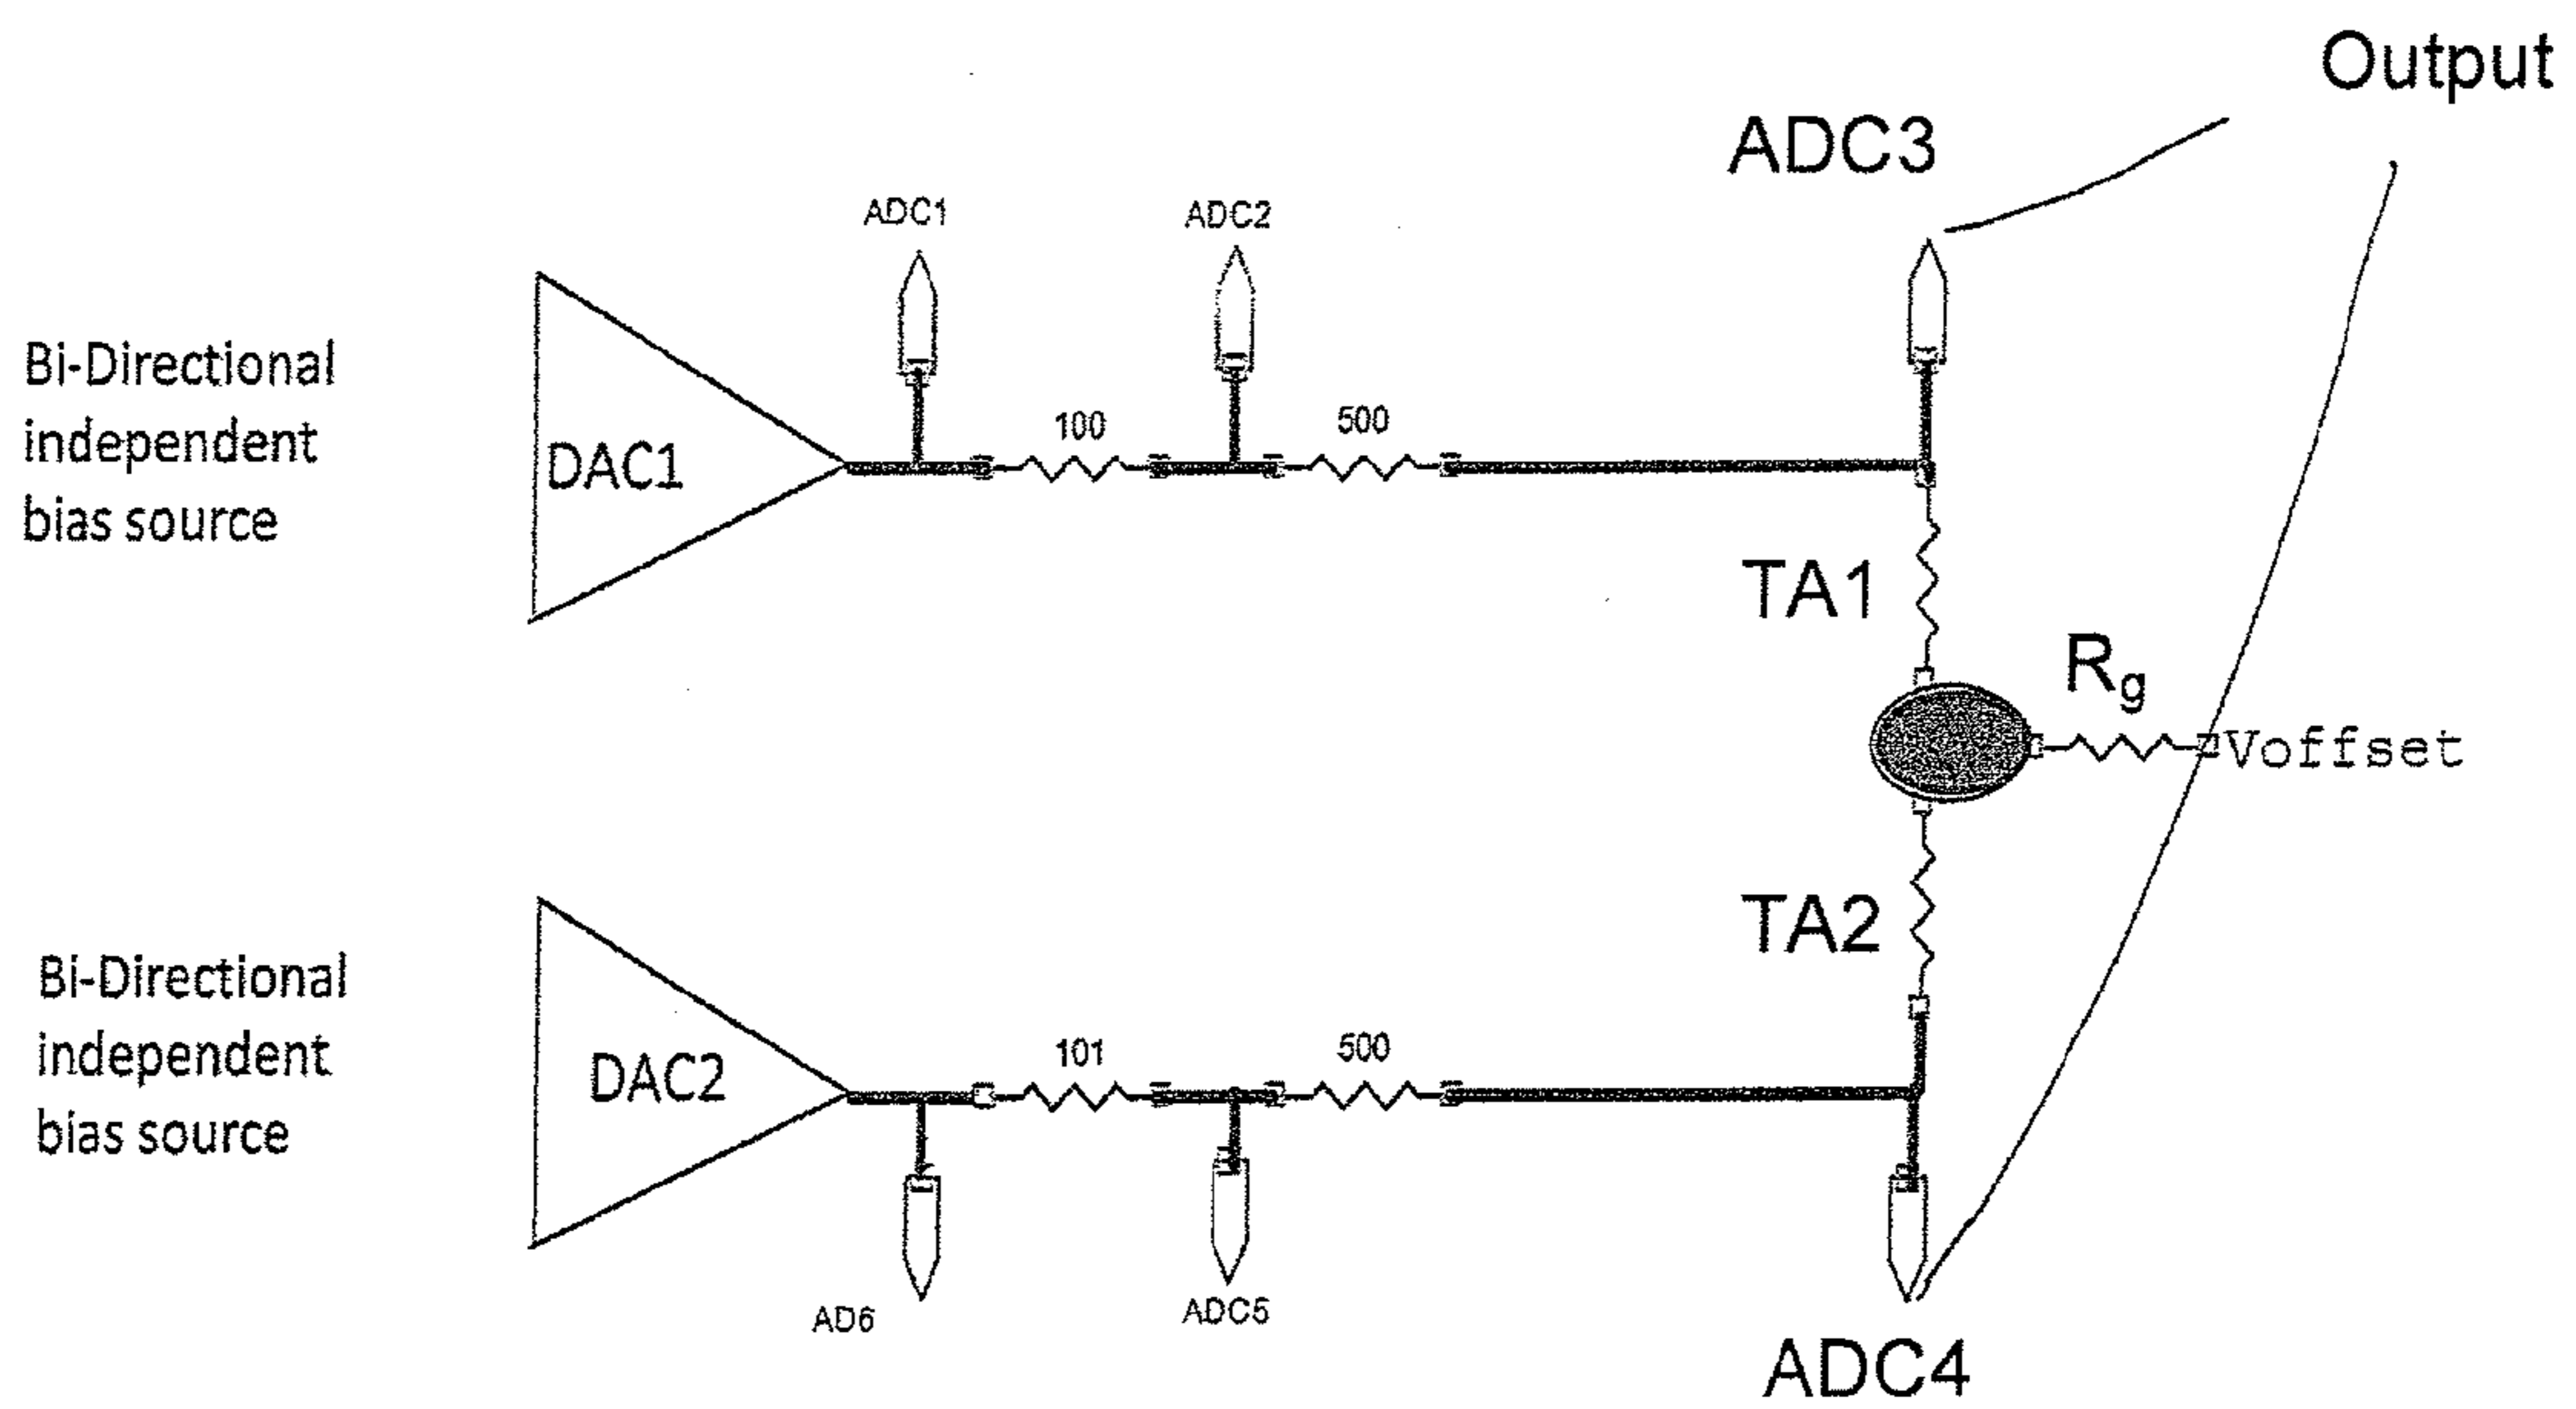 Output
ADC3
ADC1
ADC2
Bi-Directional
independent
bias source
DAC1
100
500
TA1
Rg
Voffset
TA2
Bi-Directional
independent
bias source
DAC2
101
500
AD6
ADC5
ADC4